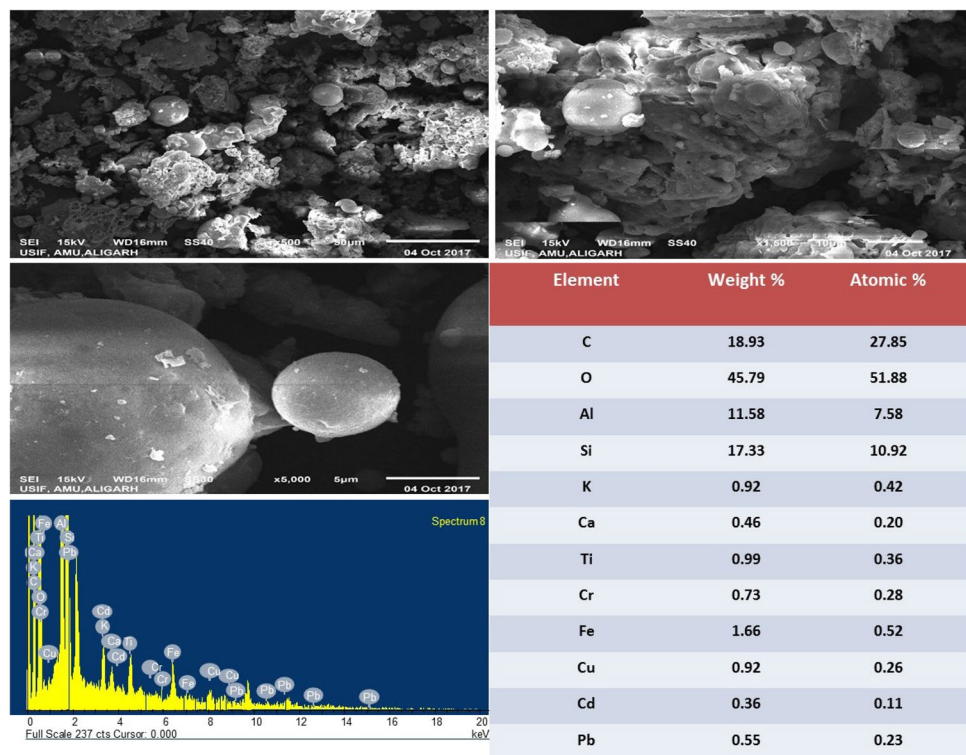 SEI 15kV WD16mm SS40 x500 50µm
USIF, AMU,ALIGARH 04 Oct 2017
SEI 15kV WD16mm SS40 x1,500 10µm
USIF, AMU,ALIGARH 04 Oct 2017
SEI 15kV WD16mm x5,000 5µm
USIF, AMU,ALIGARH 04 Oct 2017
Element Weight % Atomic %
C 18.93 27.85
O 45.79 51.88
Al 11.58 7.58
Si 17.33 10.92
K 0.92 0.42
Ca 0.46 0.20
Ti 0.99 0.36
Cr 0.73 0.28
Fe 1.66 0.52
Cu 0.92 0.26
Cd 0.36 0.11
Pb 0.55 0.23
Spectrum 8
Fe Al
Ti Si
Ca Pb
K
C
O
Cr
Cu
Cd
K
Ca Ti
Cd
Cr
Cr
Fe
Fe
Cu Cu
Pb Pb Pb Pb Pb
0 2 4 6 8 10 12 14 16 18 20
Full Scale 237 cts Cursor: 0.000 keV